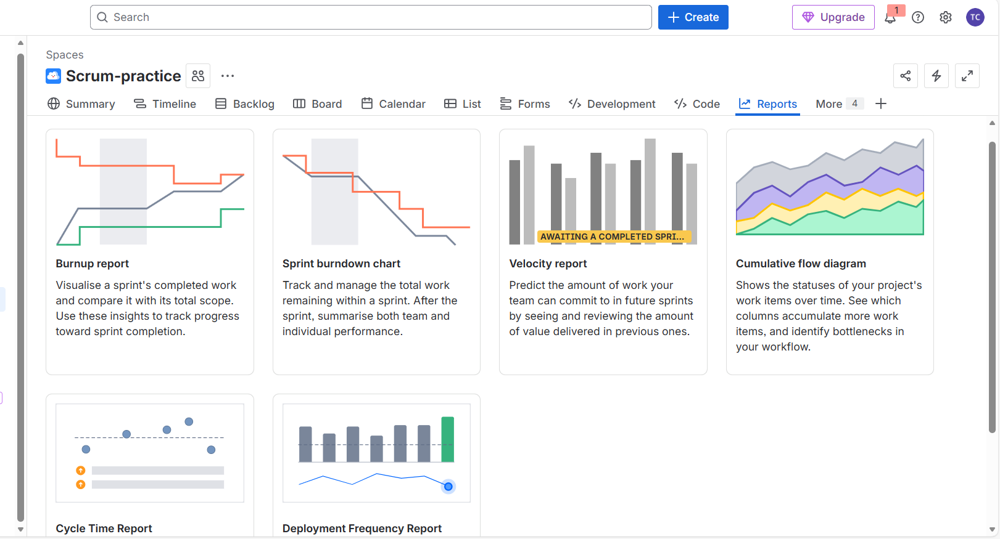 Search
Create
Upgrade
1
TC
Spaces
Scrum-practice
Summary
Timeline
Backlog
Board
Calendar
List
Forms
Development
Code
Reports
More 4
AWAITING A COMPLETED SPRI...
Burnup report
Visualise a sprint's completed work
and compare it with its total scope.
Use these insights to track progress
toward sprint completion.
Sprint burndown chart
Track and manage the total work
remaining within a sprint. After the
sprint, summarise both team and
individual performance.
Velocity report
Predict the amount of work your
team can commit to in future sprints
by seeing and reviewing the amount
of value delivered in previous ones.
Cumulative flow diagram
Shows the statuses of your project's
work items over time. See which
columns accumulate more work
items, and identify bottlenecks in
your workflow.
Cycle Time Report
Deployment Frequency Report